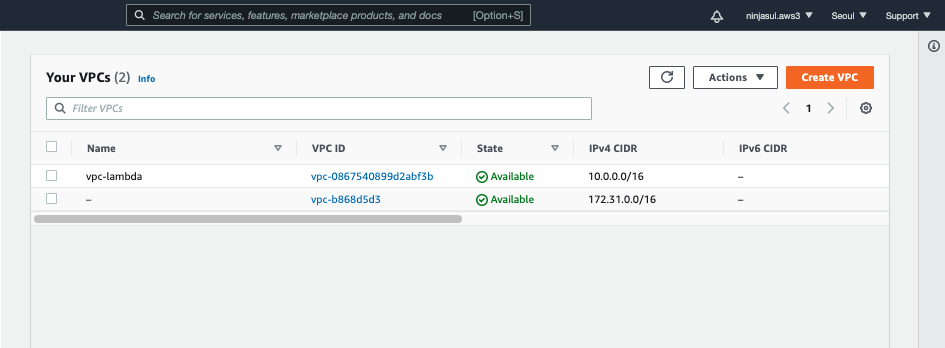 Search for services, features, marketplace products, and docs [Option+S] ninjasul.aws3 Seoul Support
Your VPCs (2) Info Actions Create VPC
Filter VPCs 1
Name VPC ID State IPv4 CIDR IPv6 CIDR
vpc-lambda vpc-0867540899d2abf3b Available 10.0.0.0/16 –
– vpc-b868d5d3 Available 172.31.0.0/16 –